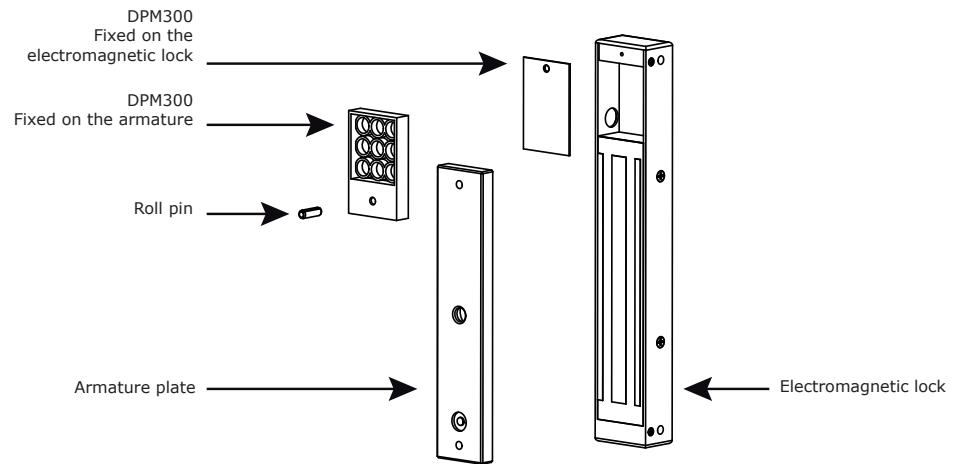 DPM300
Fixed on the
electromagnetic lock
DPM300
Fixed on the armature
Roll pin
Armature plate
Electromagnetic lock